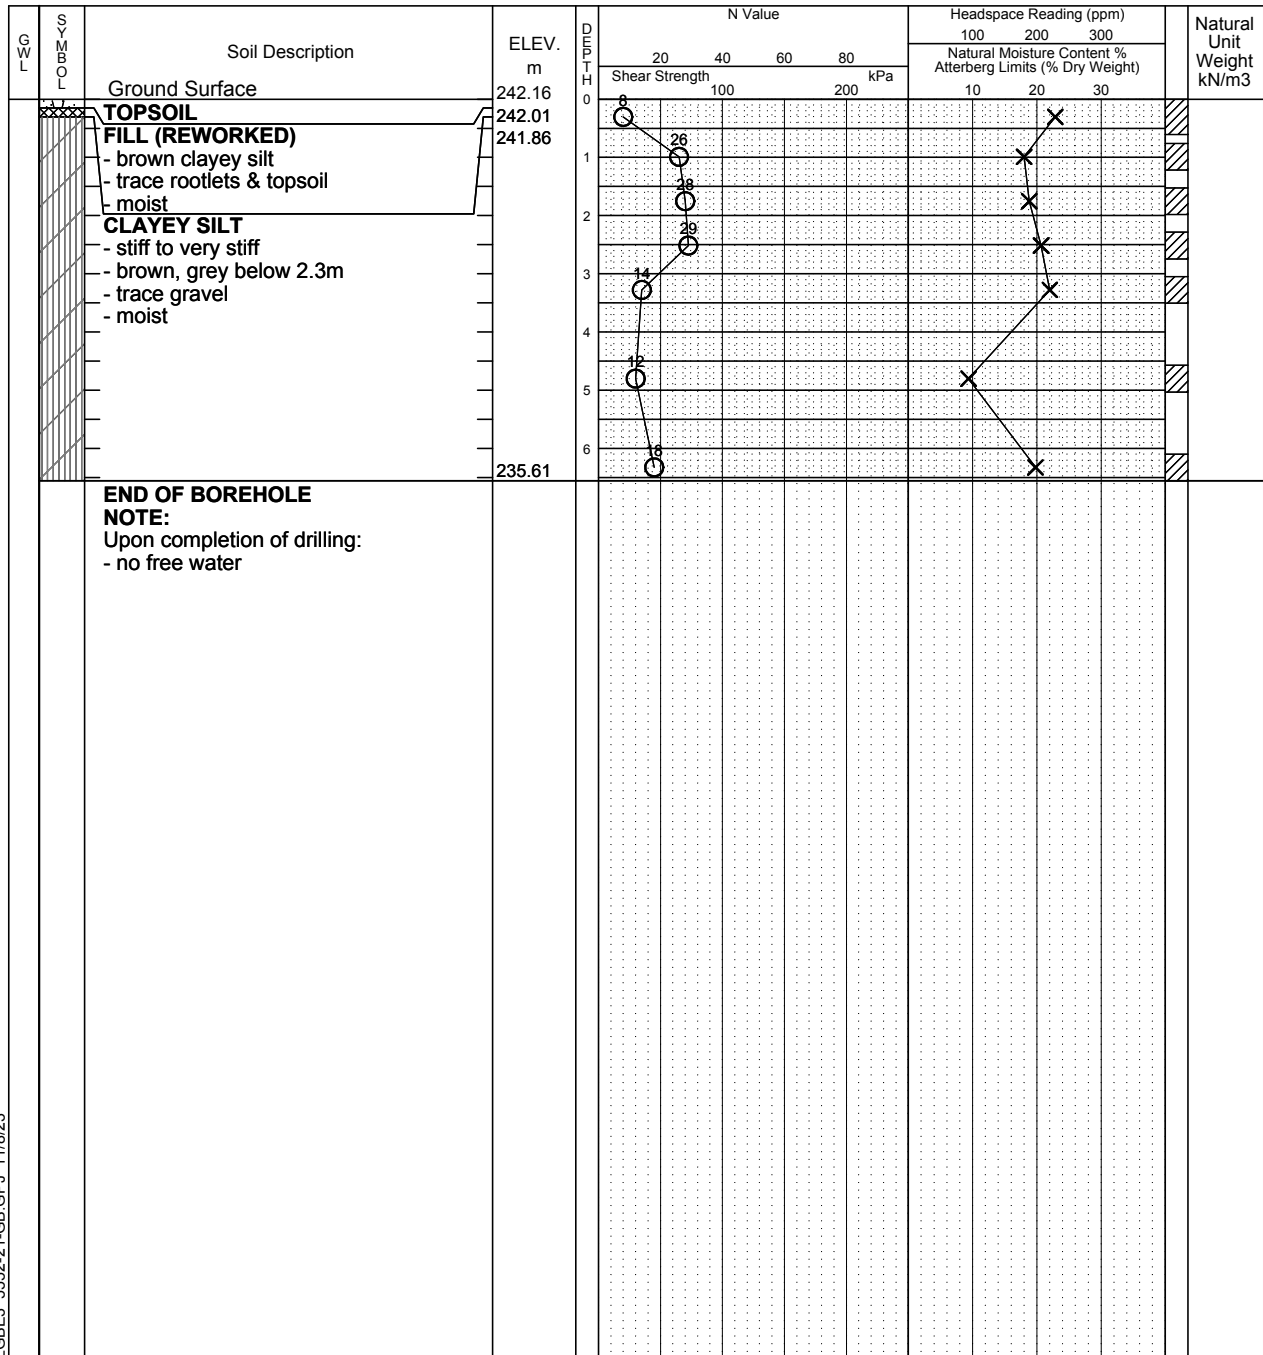 GWL
SYMBOL
Soil Description
Ground Surface
ELEV.
m
DEPTH
N Value
20 40 60 80
Shear Strength kPa
100 200
Headspace Reading (ppm)
100 200 300
Natural Moisture Content %
Atterberg Limits (% Dry Weight)
10 20 30
Natural
Unit
Weight
kN/m3
242.16
0
TOPSOIL
242.01
8
FILL (REWORKED)
241.86
26
- brown clayey silt
1
- trace rootlets & topsoil
28
- moist
2
CLAYEY SILT
29
- stiff to very stiff
- brown, grey below 2.3m
3
14
- trace gravel
- moist
4
12
5
6
18
235.61
END OF BOREHOLE
NOTE:
Upon completion of drilling:
- no free water